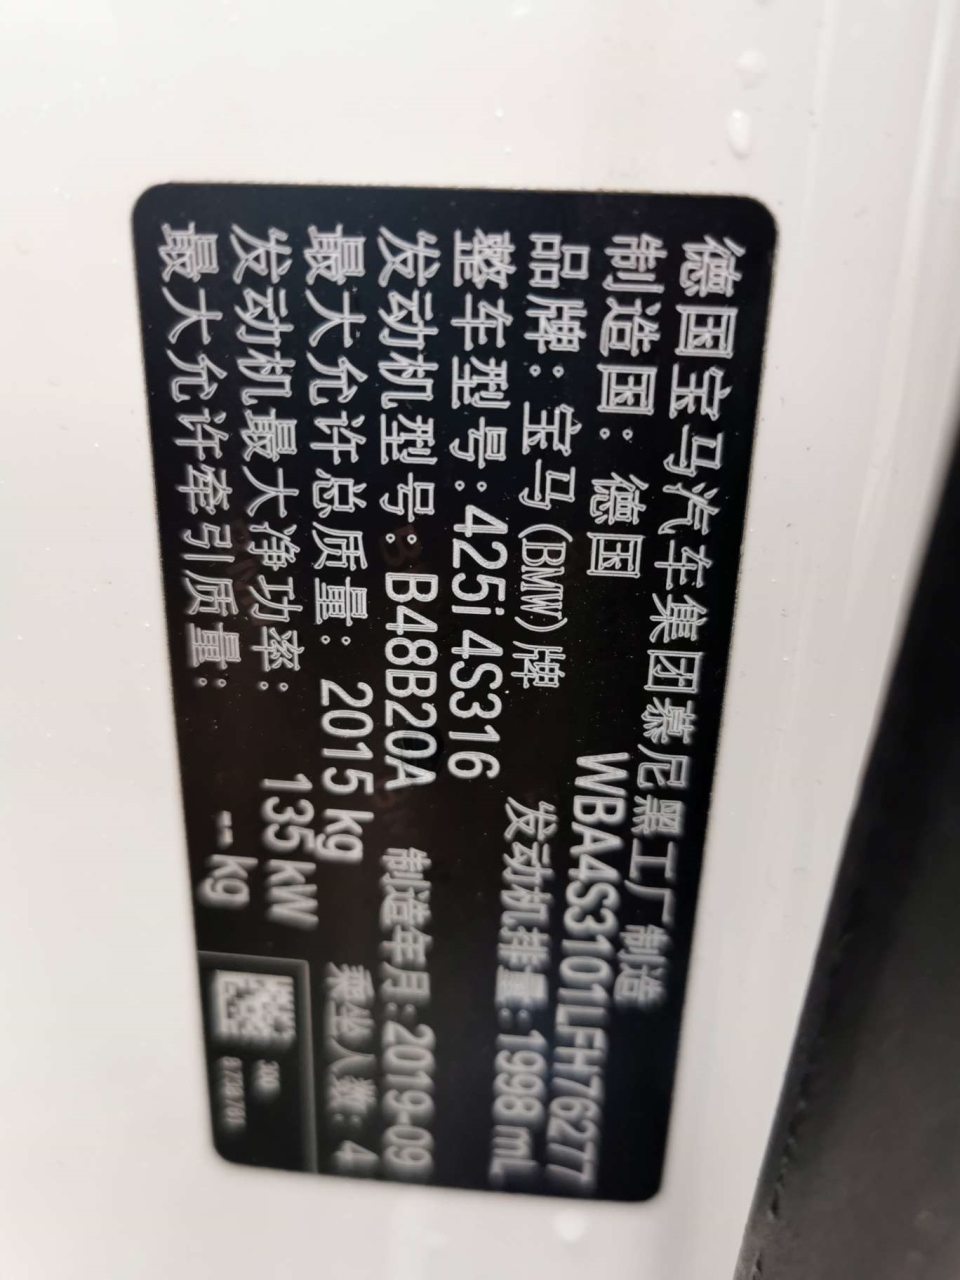 德国宝马汽车集团慕尼黑工厂制造
制造国：德国 WBA4S3101LFH76277
品牌：宝马(BMW)牌
整车型号：425i 4S316 发动机排量：1998 mL
发动机型号：B48B20A 制造年月：2019-09
最大允许总质量：2015 kg 乘坐人数：4
发动机最大净功率：135 kW
最大允许牵引质量：-- kg